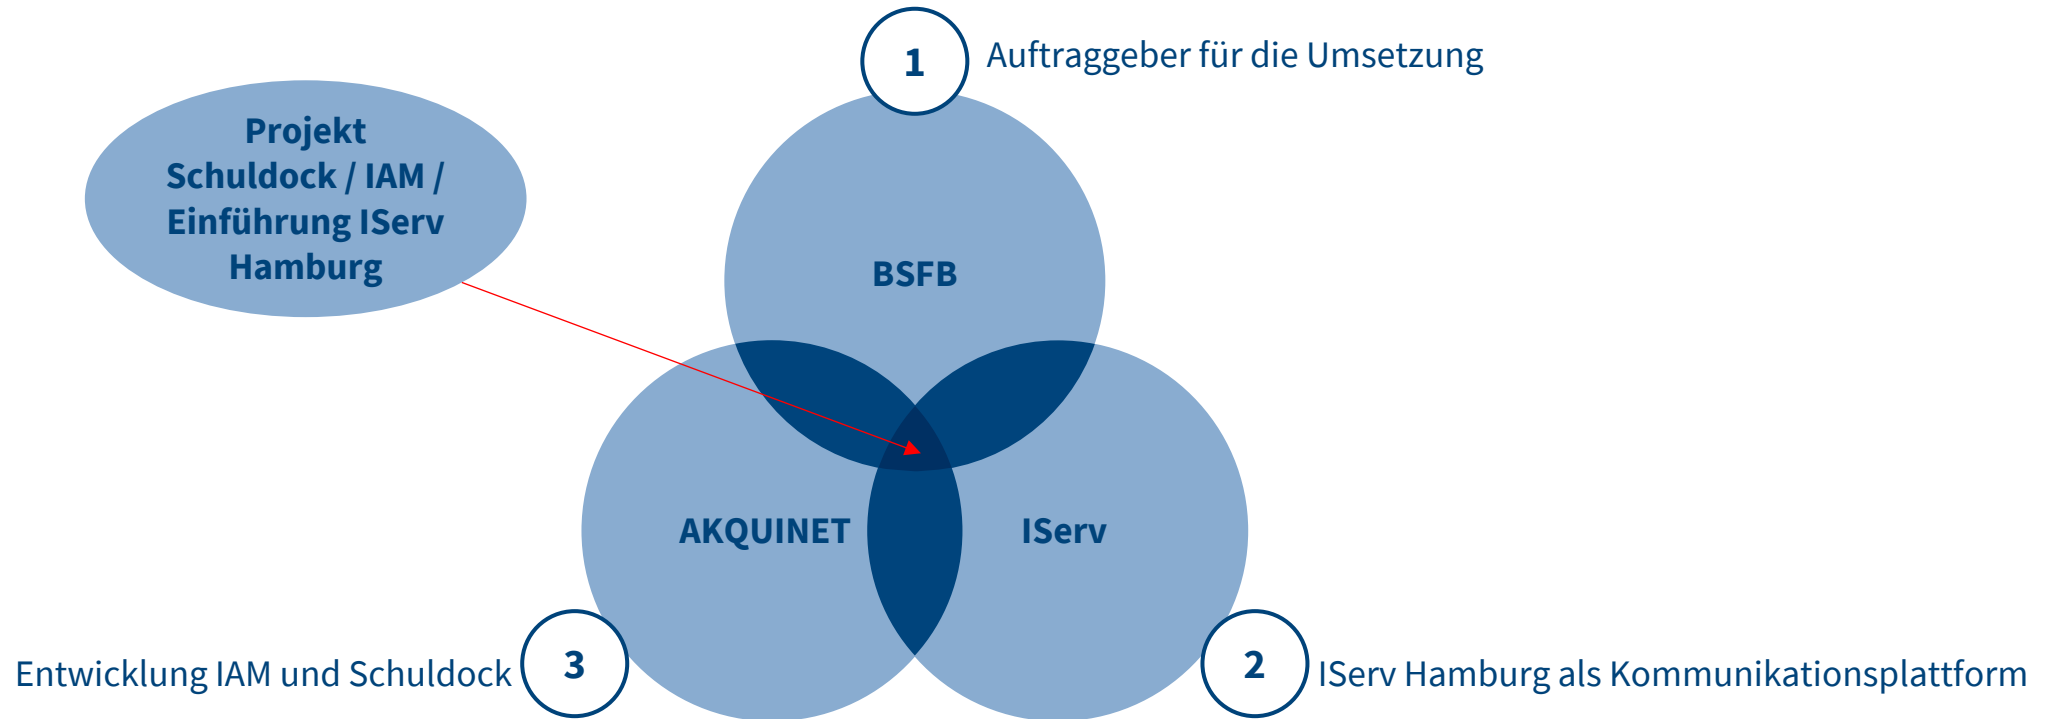 1
Auftraggeber für die Umsetzung
Projekt
Schuldock / IAM /
Einführung IServ
Hamburg
BSFB
AKQUINET
IServ
Entwicklung IAM und Schuldock
3
2
IServ Hamburg als Kommunikationsplattform